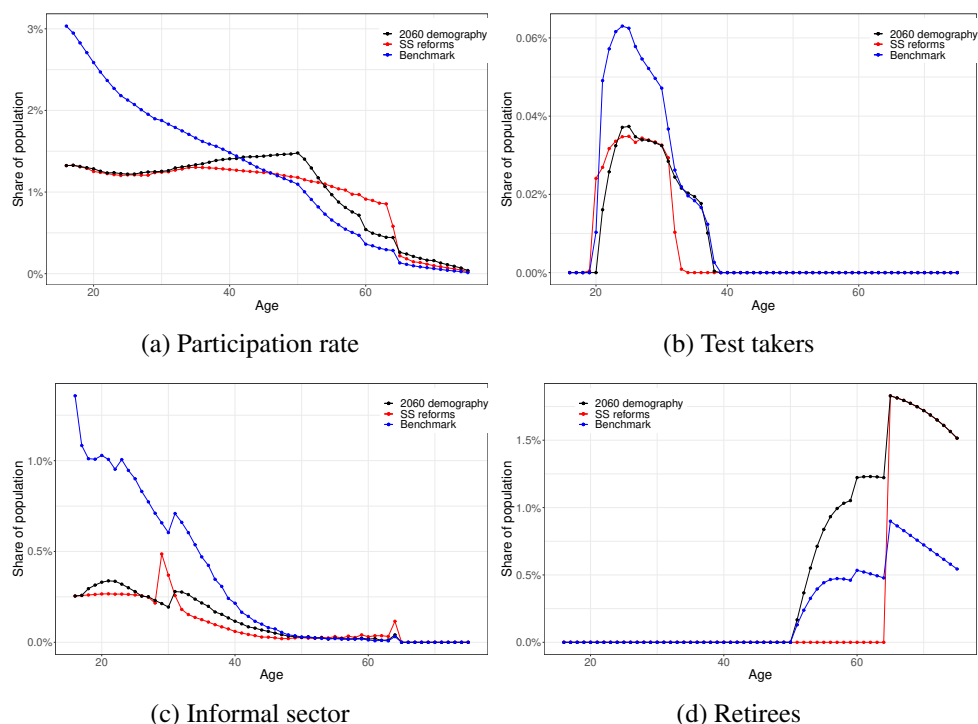 3%
2%
1%
0%
Share of population
20
40
60
Age
2060 demography
SS reforms
Benchmark
(a) Participation rate
0.06%
0.04%
0.02%
0.00%
Share of population
20
40
60
Age
2060 demography
SS reforms
Benchmark
(b) Test takers
1.0%
0.5%
0.0%
Share of population
20
40
60
Age
2060 demography
SS reforms
Benchmark
(c) Informal sector
1.5%
1.0%
0.5%
0.0%
Share of population
20
40
60
Age
2060 demography
SS reforms
Benchmark
(d) Retirees